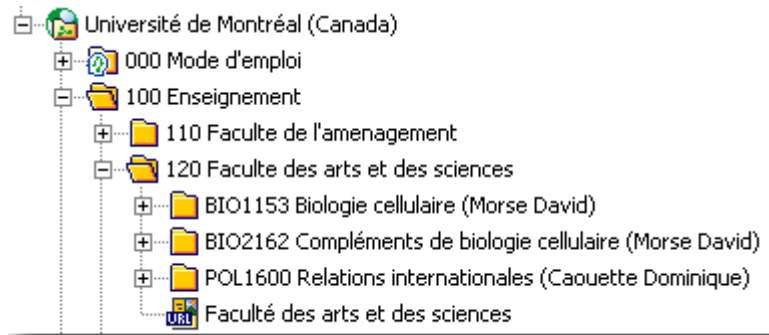 Université de Montréal (Canada)
000 Mode d'emploi
100 Enseignement
110 Faculte de l'amenagement
120 Faculte des arts et des sciences
BIO1153 Biologie cellulaire (Morse David)
BIO2162 Compléments de biologie cellulaire (Morse David)
POL1600 Relations internationales (Caouette Dominique)
URL Faculté des arts et des sciences